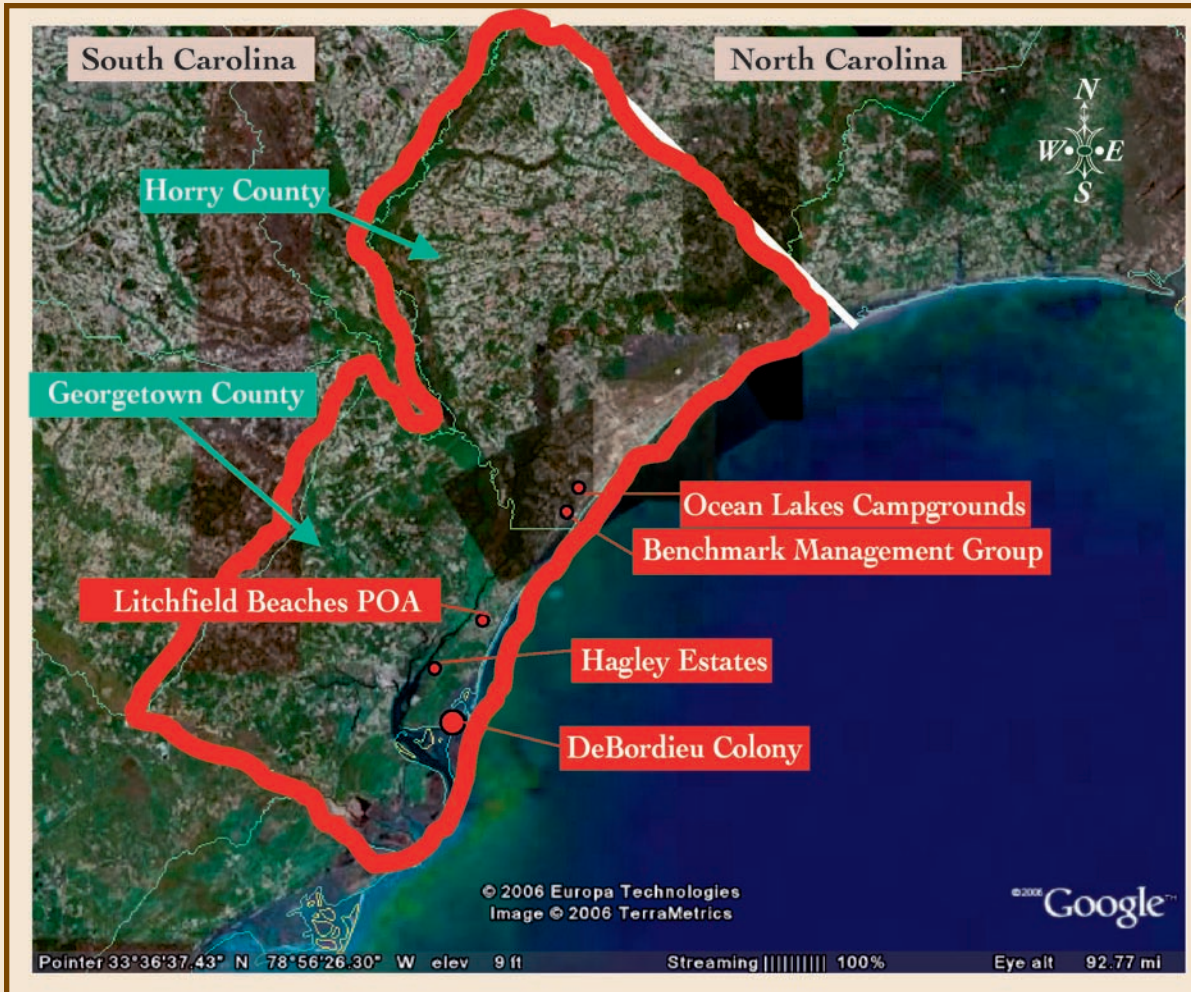 South Carolina
North Carolina
N
W E
S
Horry County
Georgetown County
Ocean Lakes Campgrounds
Benchmark Management Group
Litchfield Beaches POA
Hagley Estates
DeBordieu Colony
© 2006 Europa Technologies
Image © 2006 TerraMetrics
©2006 Google™
Pointer 33°36'37.43" N 78°56'26.30" W elev 9 ft Streaming |||||||||| 100% Eye alt 92.77 mi